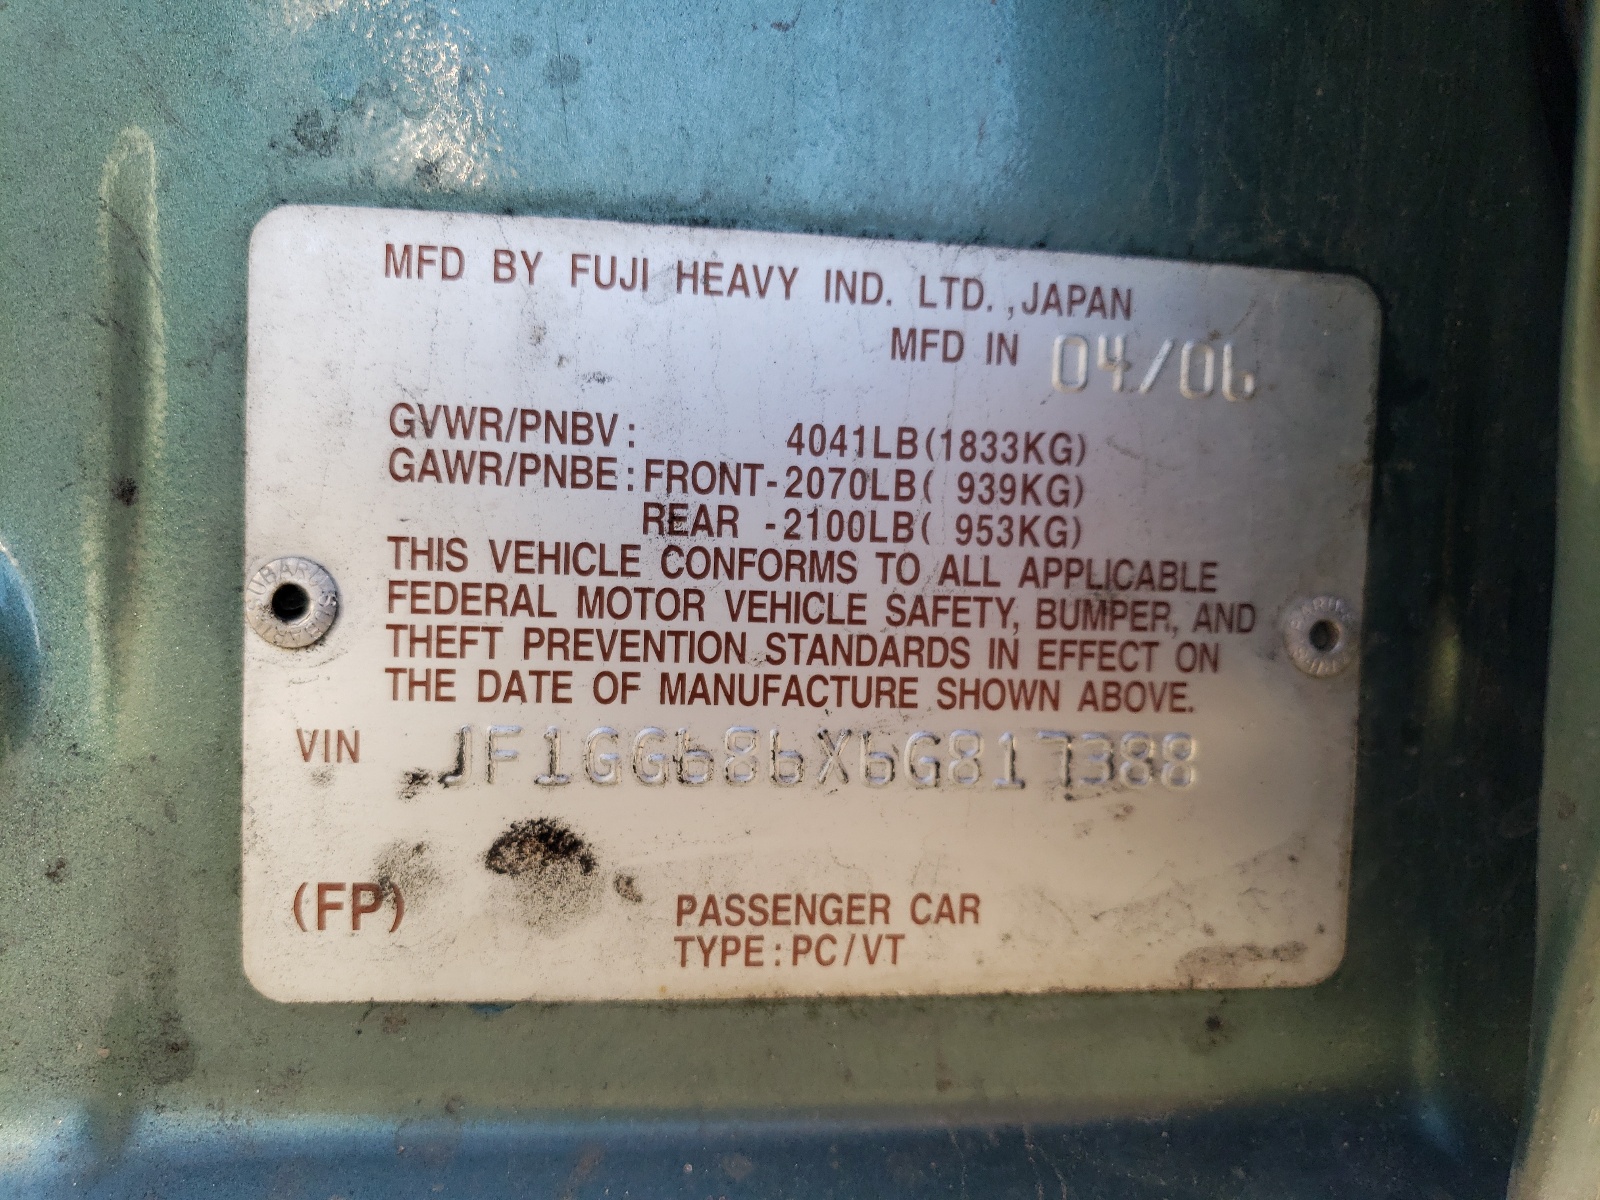 MFD BY FUJI HEAVY IND. LTD.,JAPAN
MFD IN 04/06
GVWR/PNBV: 4041LB(1833KG)
GAWR/PNBE:FRONT-2070LB( 939KG)
REAR -2100LB( 953KG)
THIS VEHICLE CONFORMS TO ALL APPLICABLE
FEDERAL MOTOR VEHICLE SAFETY, BUMPER, AND
THEFT PREVENTION STANDARDS IN EFFECT ON
THE DATE OF MANUFACTURE SHOWN ABOVE.
VIN JF1GG686X6G817388
(FP) PASSENGER CAR
TYPE:PC/VT